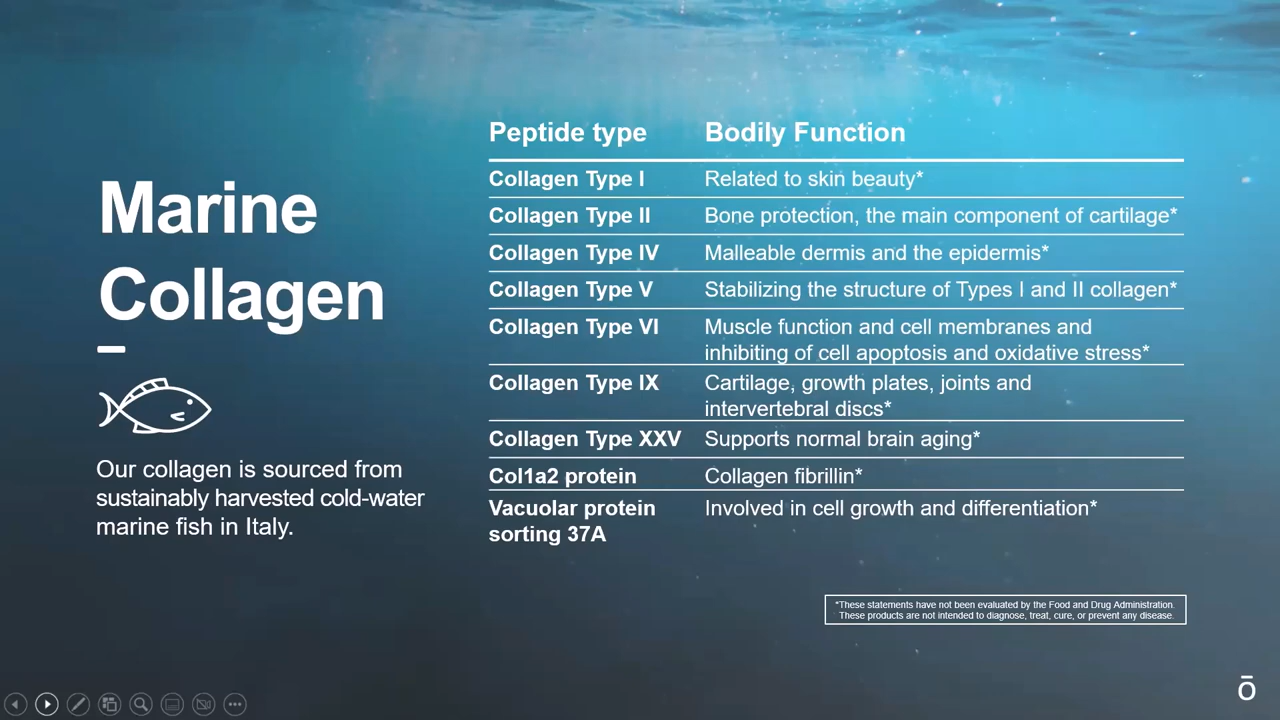 Marine
Collagen
Our collagen is sourced from
sustainably harvested cold-water
marine fish in Italy.
Peptide type Bodily Function
Collagen Type I Related to skin beauty*
Collagen Type II Bone protection, the main component of cartilage*
Collagen Type IV Malleable dermis and the epidermis*
Collagen Type V Stabilizing the structure of Types I and II collagen*
Collagen Type VI Muscle function and cell membranes and
inhibiting of cell apoptosis and oxidative stress*
Collagen Type IX Cartilage, growth plates, joints and
intervertebral discs*
Collagen Type XXV Supports normal brain aging*
Col1a2 protein Collagen fibrillin*
Vacuolar protein Involved in cell growth and differentiation*
sorting 37A
*These statements have not been evaluated by the Food and Drug Administration.
These products are not intended to diagnose, treat, cure, or prevent any disease.
ō